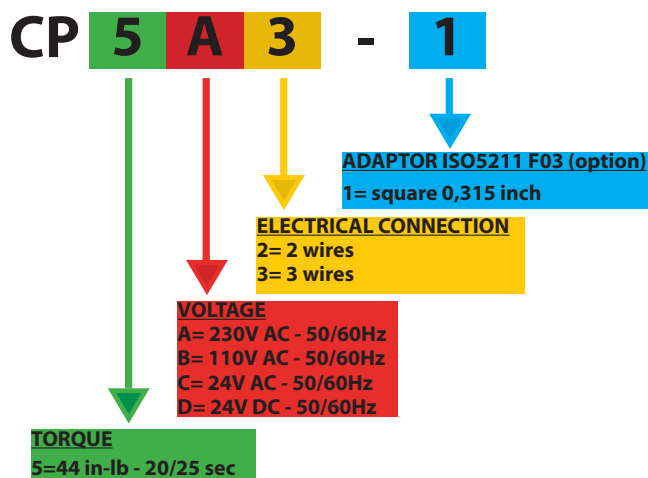 CP 5 A 3 - 1
ADAPTOR ISO5211 F03 (option)
1= square 0,315 inch
ELECTRICAL CONNECTION
2= 2 wires
3= 3 wires
VOLTAGE
A= 230V AC - 50/60Hz
B= 110V AC - 50/60Hz
C= 24V AC - 50/60Hz
D= 24V DC - 50/60Hz
TORQUE
5=44 in-lb - 20/25 sec